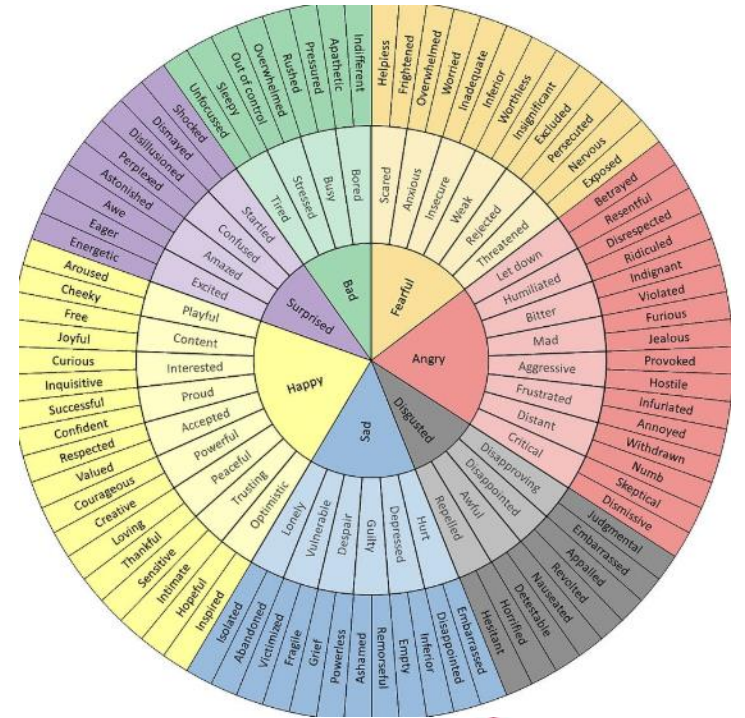 Bad
Fearful
Angry
Disgusted
Sad
Happy
Surprised
Bored
Scared
Anxious
Insecure
Weak
Rejected
Threatened
Let down
Humiliated
Bitter
Mad
Aggressive
Frustrated
Distant
Critical
Disapproving
Disappointed
Awful
Repelled
Hurt
Depressed
Guilty
Despair
Vulnerable
Lonely
Optimistic
Trusting
Peaceful
Powerful
Accepted
Proud
Interested
Content
Playful
Excited
Amazed
Confused
Startled
Tired
Stressed
Busy
Indifferent
Helpless
Frightened
Overwhelmed
Worried
Inadequate
Inferior
Worthless
Insignificant
Excluded
Persecuted
Nervous
Exposed
Betrayed
Resentful
Disrespected
Ridiculed
Indignant
Violated
Furious
Jealous
Provoked
Hostile
Infuriated
Annoyed
Withdrawn
Numb
Skeptical
Dismissive
Judgmental
Embarrassed
Appalled
Revolted
Nauseated
Detestable
Horrified
Hesitant
Embarrassed
Disappointed
Inferior
Empty
Remorseful
Ashamed
Powerless
Grief
Fragile
Victimized
Abandoned
Isolated
Inspired
Hopeful
Intimate
Sensitive
Thankful
Loving
Creative
Courageous
Valued
Respected
Confident
Successful
Inquisitive
Curious
Joyful
Free
Cheeky
Aroused
Energetic
Eager
Awe
Astonished
Perplexed
Disillusioned
Dismayed
Shocked
Unfocussed
Sleepy
Out of control
Overwhelmed
Rushed
Pressured
Apathetic